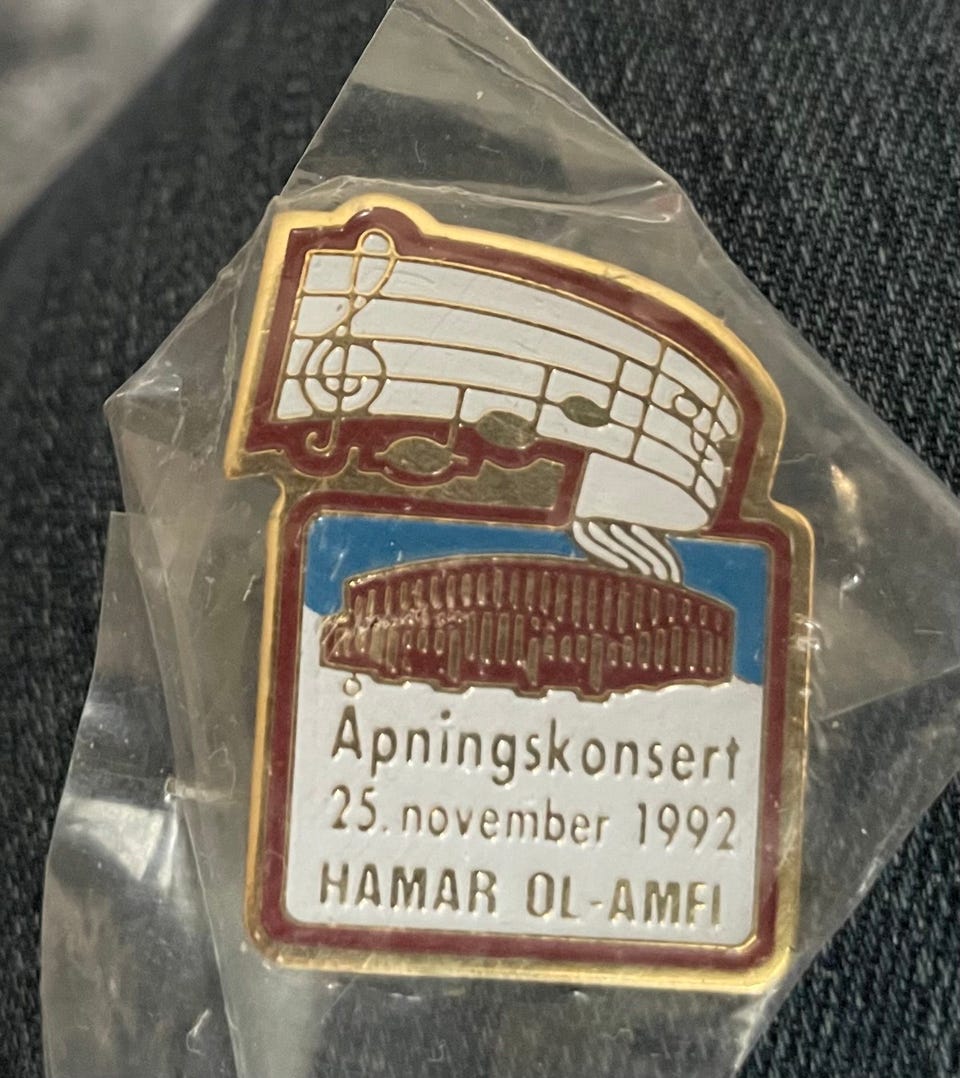 Åpningskonsert
25. november 1992
HAMAR OL-AMFI